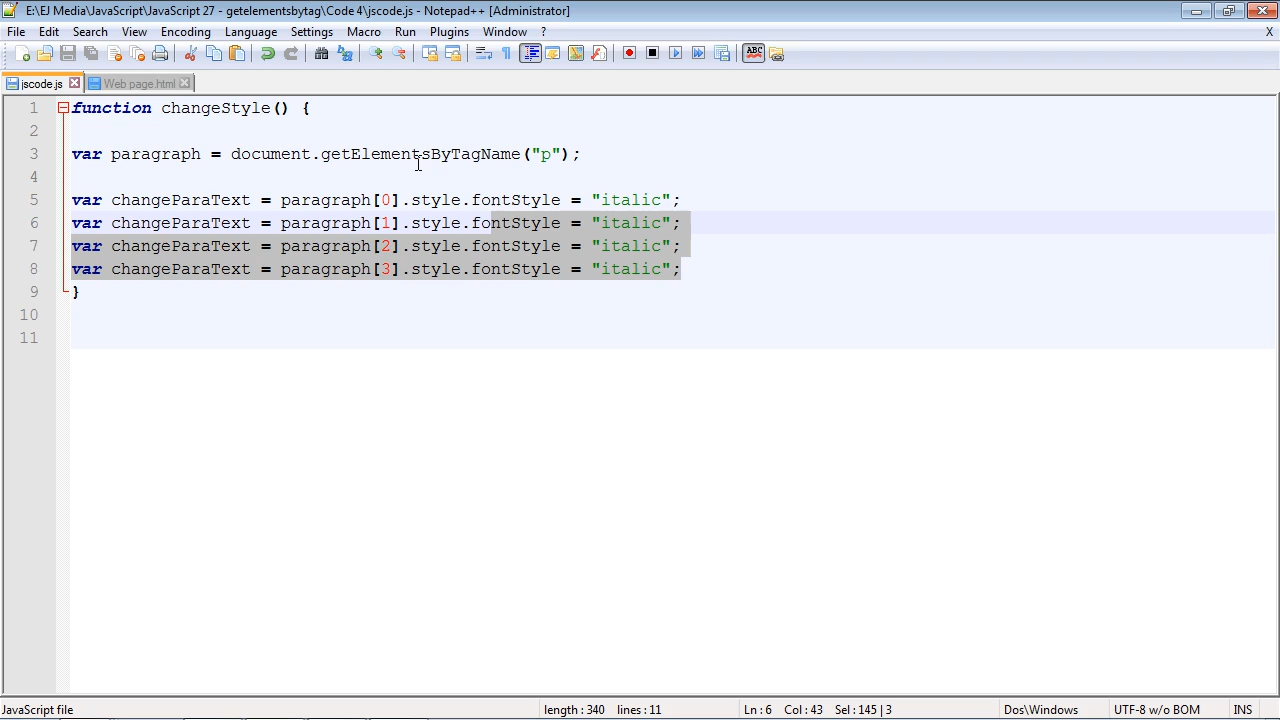 E:\EJ Media\JavaScript\JavaScript 27 - getelementsbytag\Code 4\jscode.js - Notepad++ [Administrator]
File Edit Search View Encoding Language Settings Macro Run Plugins Window ? X
ABC
jscode.js Web page.html
1 function changeStyle() {
2
3 var paragraph = document.getElementsByTagName("p");
4
5 var changeParaText = paragraph[0].style.fontStyle = "italic";
6 var changeParaText = paragraph[1].style.fontStyle = "italic";
7 var changeParaText = paragraph[2].style.fontStyle = "italic";
8 var changeParaText = paragraph[3].style.fontStyle = "italic";
9 }
10
11
JavaScript file length : 340 lines : 11 Ln : 6 Col : 43 Sel : 145 | 3 Dos\Windows UTF-8 w/o BOM INS